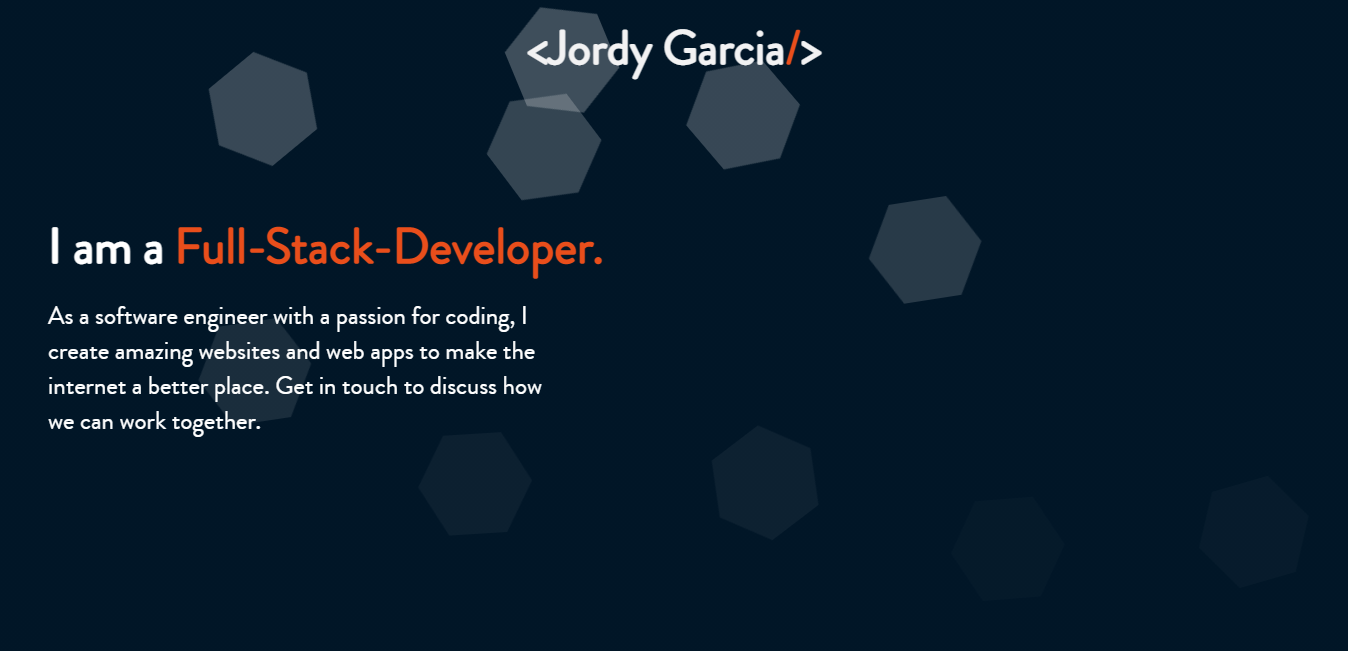 <Jordy Garcia/>
I am a Full-Stack-Developer.
As a software engineer with a passion for coding, I
create amazing websites and web apps to make the
internet a better place. Get in touch to discuss how
we can work together.